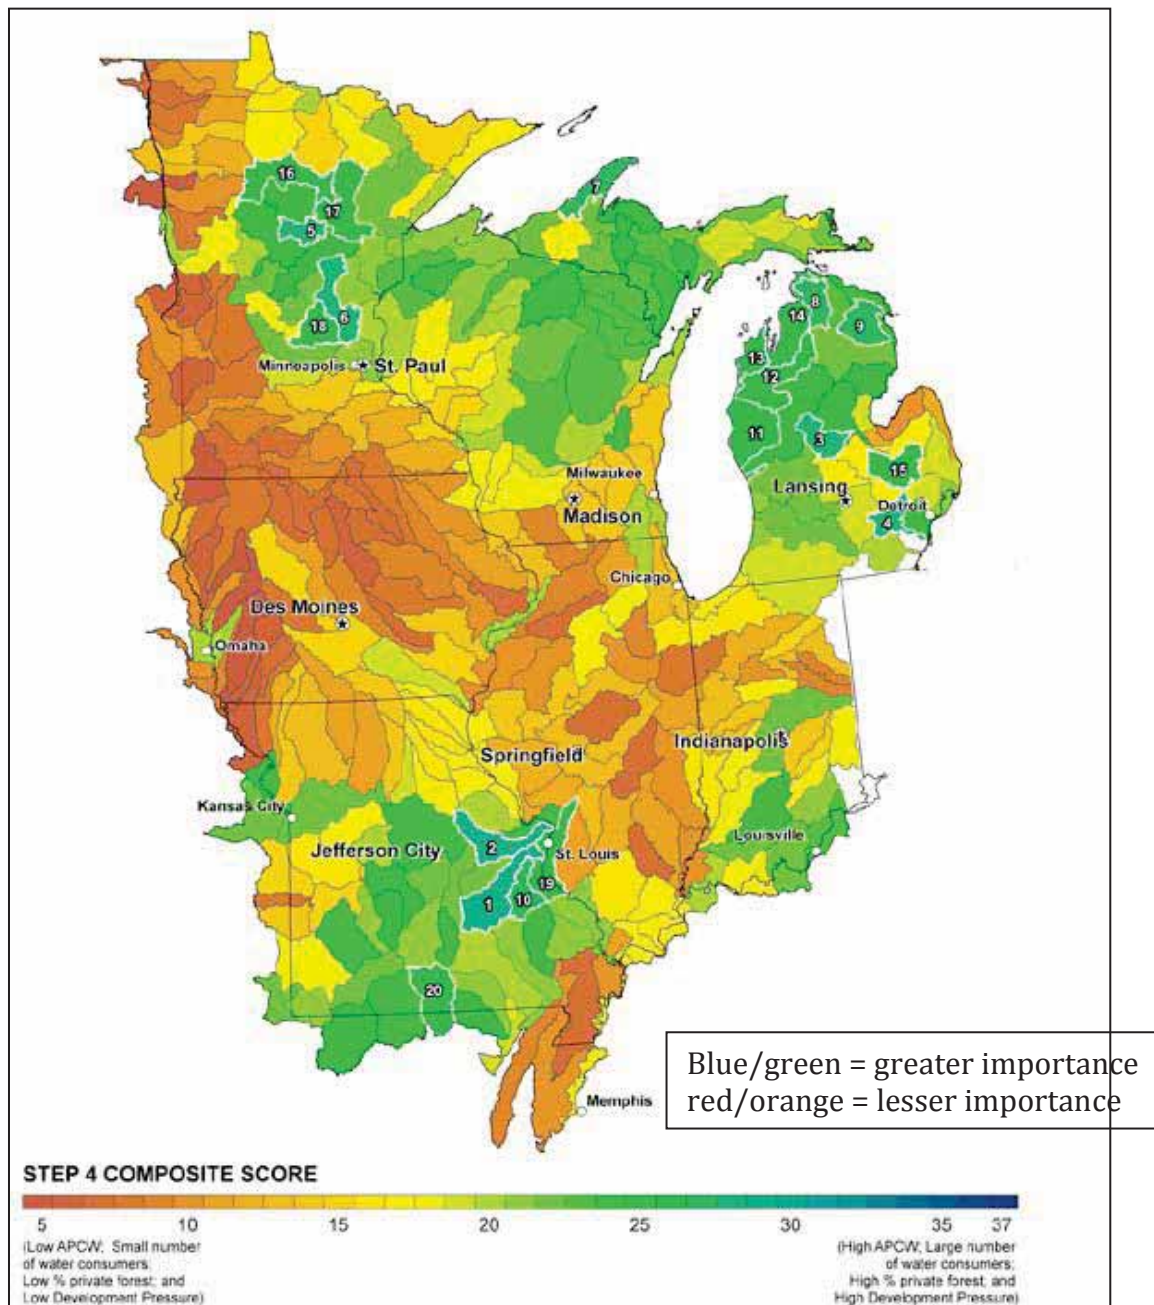 16
7
17
5
8
14
9
18
6
Minneapolis
St. Paul
13
12
11
3
15
Milwaukee
Lansing
Madison
Detroit
4
Chicago
Des Moines
Omaha
Springfield
Indianapolis
Kansas City
Jefferson City
2
St. Louis
Louisville
19
1
10
20
Blue/green = greater importance
red/orange = lesser importance
Memphis
STEP 4 COMPOSITE SCORE
5 10 15 20 25 30 35 37
(Low APCW; Small number
of water consumers;
Low % private forest; and
Low Development Pressure)
(High APCW; Large number
of water consumers;
High % private forest; and
High Development Pressure)